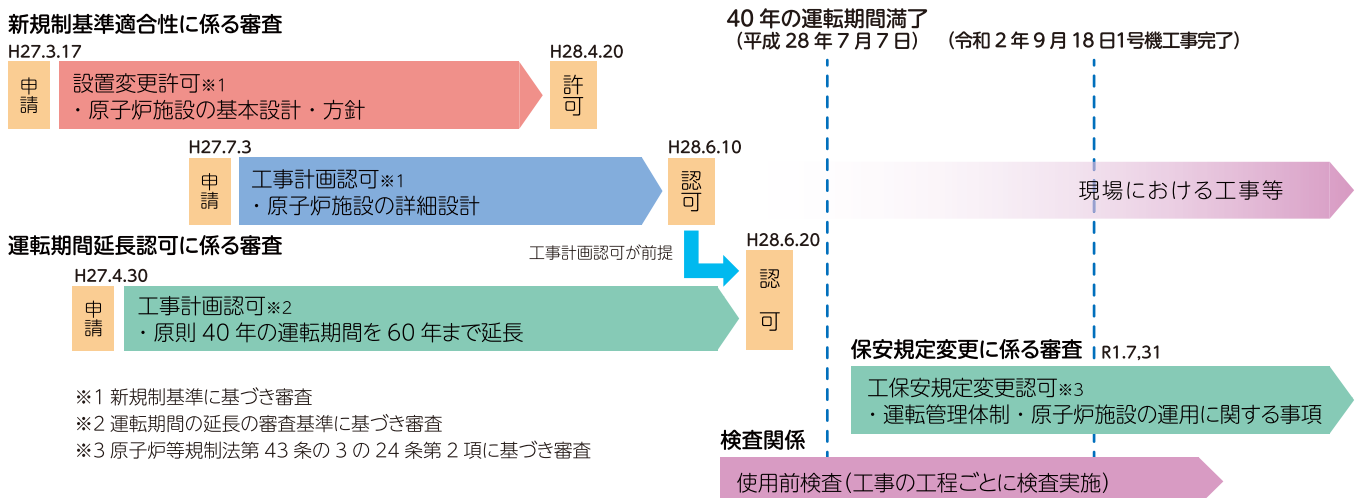 新規制基準適合性に係る審査
40年の運転期間満了
(平成28年7月7日)
(令和2年9月18日1号機工事完了)
H27.3.17
H28.4.20
申請
設置変更許可※1
・原子炉施設の基本設計・方針
許可
H27.7.3
H28.6.10
申請
工事計画認可※1
・原子炉施設の詳細設計
認可
現場における工事等
運転期間延長認可に係る審査
工事計画認可が前提
H28.6.20
H27.4.30
申請
工事計画認可※2
・原則40年の運転期間を60年まで延長
認可
保安規定変更に係る審査
R1.7,31
工保安規定変更認可※3
・運転管理体制・原子炉施設の運用に関する事項
※1 新規制基準に基づき審査
※2 運転期間の延長の審査基準に基づき審査
※3 原子炉等規制法第43条の3の24条第2項に基づき審査
検査関係
使用前検査(工事の工程ごとに検査実施)